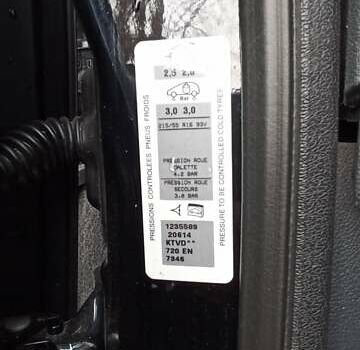 2,5 2,6
Bar
3,0 3,0
215/55 R16 93V
PRESSION ROUE
GALETTE
4.2 BAR
PRESSION ROUE
SECOURS
3.0 BAR
1235589
20614
KTVD**
720 EN
7346
PRESSIONS CONTROLEES PNEUS FROIDS
PRESSURE TO BE CONTROLLED COLD TYRES